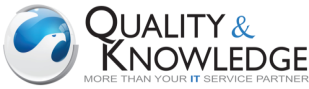 QUALITY &
KNOWLEDGE
MORE THAN YOUR IT SERVICE PARTNER